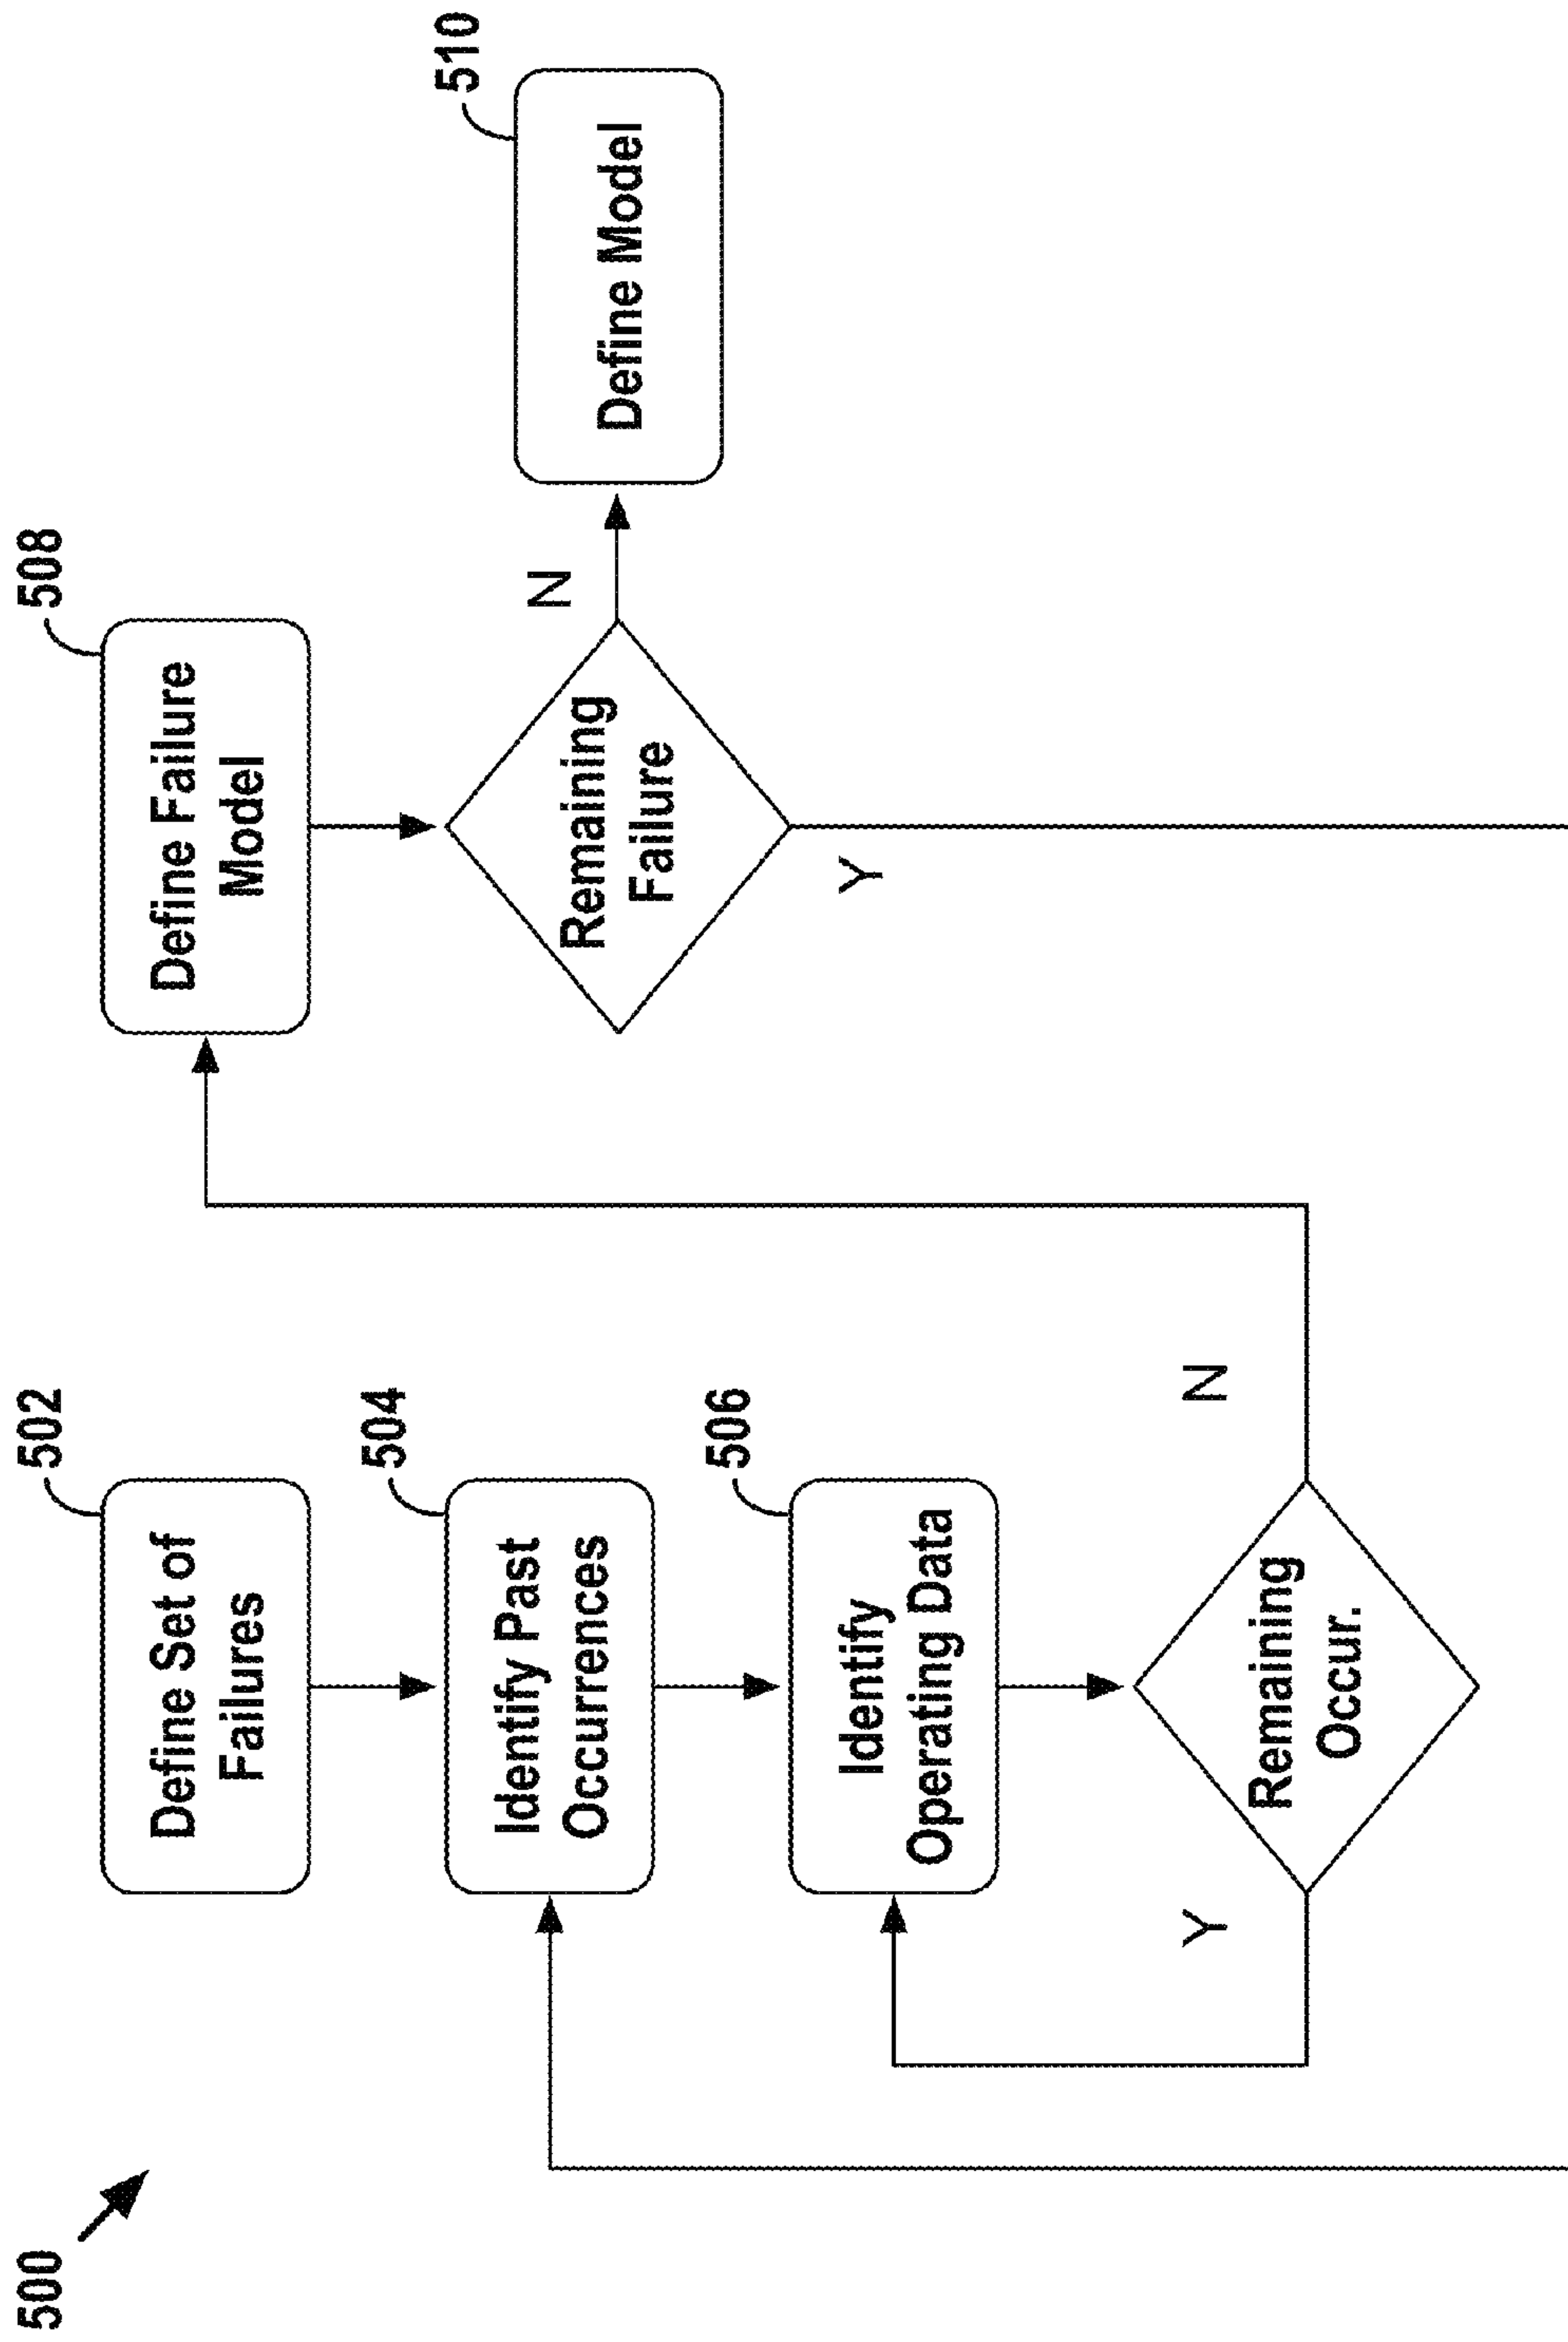 500
502
Define Set of
Failures
504
Identify Past
Occurrences
506
Identify
Operating Data
Remaining
Occur.
Y
N
508
Define Failure
Model
Remaining
Failure
N
Y
510
Define Model